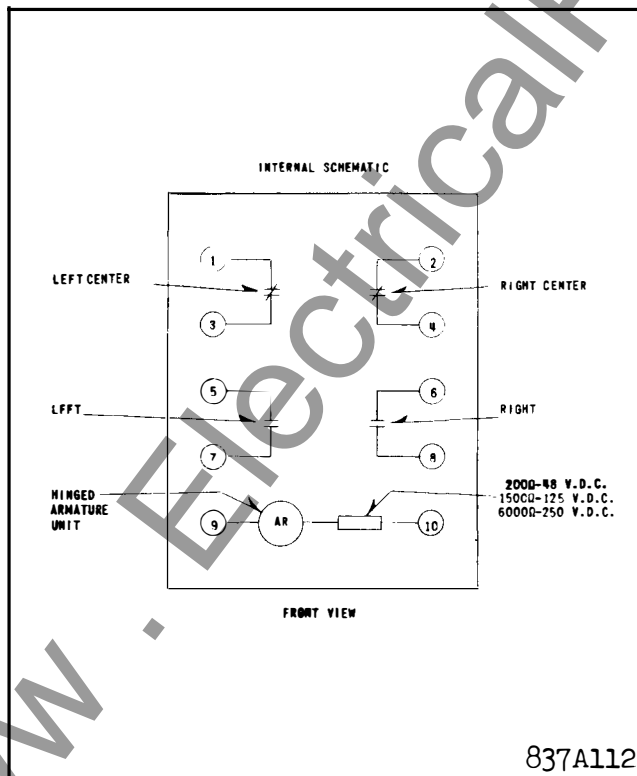 INTERNAL SCHEMATIC
1
2
LEFT CENTER
RIGHT CENTER
3
4
5
6
LEFT
RIGHT
7
8
HINGED
ARMATURE
UNIT
200Ω-48 V.D.C.
1500Ω-125 V.D.C.
6000Ω-250 V.D.C.
9
AR
10
FRONT VIEW
837A112
w . Electrical